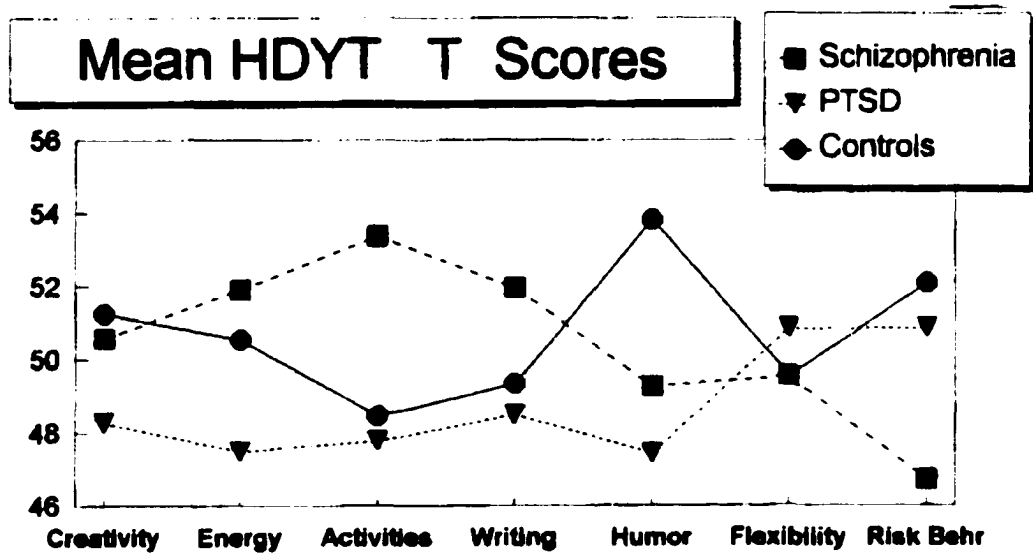 Mean HDYT T Scores
Schizophrenia
PTSD
Controls
56
54
52
50
48
46
Creativity Energy Activities Writing Humor Flexibility Risk Behr